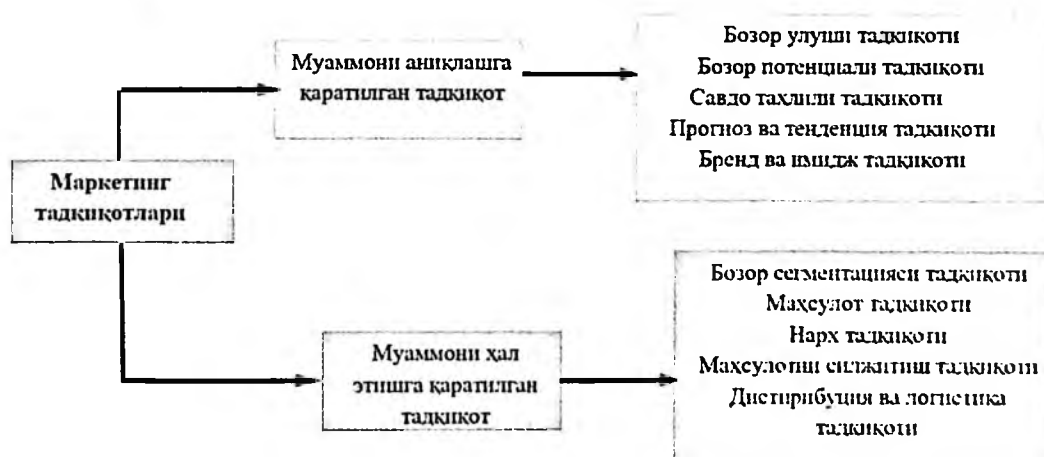 Маркетинг
тадқиқотлари
Муаммони аниқлашга
қаратилган тадқиқот
Бозор улуши тадқиқоти
Бозор потенциали тадқиқоти
Савдо таҳлили тадқиқоти
Прогноз ва тенденция тадқиқоти
Бренд ва имидж тадқиқоти
Муаммони ҳал
этишга қаратилган
тадқиқот
Бозор сегментацияси тадқиқоти
Маҳсулот тадқиқоти
Нарх тадқиқоти
Маҳсулотни силжитиш тадқиқоти
Дистирибуция ва логистика
тадқиқоти